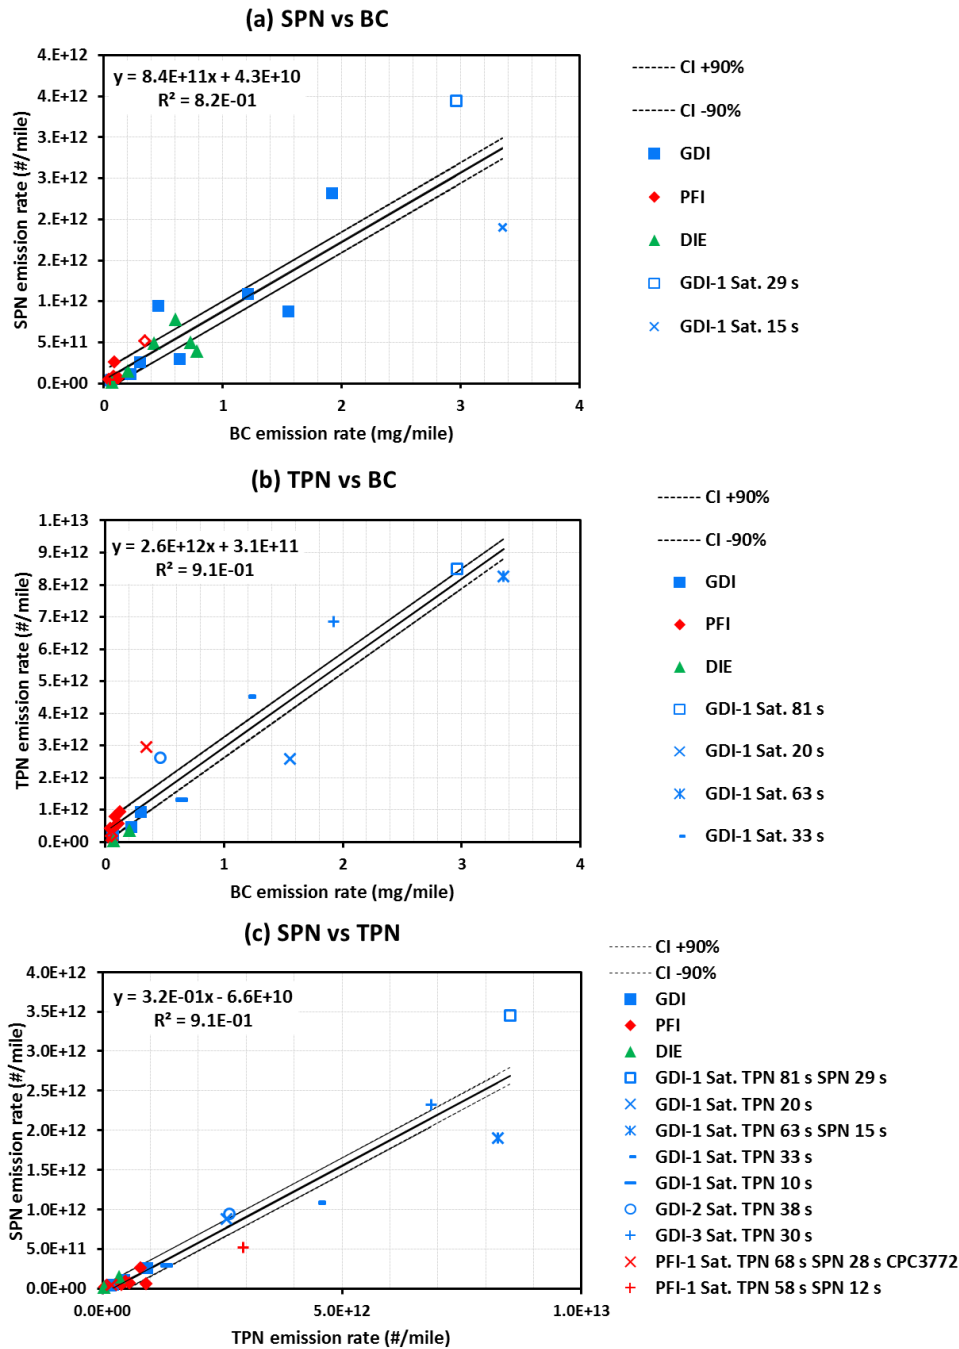 (a) SPN vs BC
4.E+12
4.E+12
3.E+12
3.E+12
2.E+12
2.E+12
1.E+12
1.E+12
5.E+11
0.E+00
y = 8.4E+11x + 4.3E+10
R² = 8.2E-01
SPN emission rate (#/mile)
0 1 2 3 4
BC emission rate (mg/mile)
CI +90%
CI -90%
GDI
PFI
DIE
GDI-1 Sat. 29 s
GDI-1 Sat. 15 s
(b) TPN vs BC
1.E+13
9.E+12
8.E+12
7.E+12
6.E+12
5.E+12
4.E+12
3.E+12
2.E+12
1.E+12
0.E+00
y = 2.6E+12x + 3.1E+11
R² = 9.1E-01
TPN emission rate (#/mile)
0 1 2 3 4
BC emission rate (mg/mile)
CI +90%
CI -90%
GDI
PFI
DIE
GDI-1 Sat. 81 s
GDI-1 Sat. 20 s
GDI-1 Sat. 63 s
GDI-1 Sat. 33 s
(c) SPN vs TPN
4.0E+12
3.5E+12
3.0E+12
2.5E+12
2.0E+12
1.5E+12
1.0E+12
5.0E+11
0.0E+00
y = 3.2E-01x - 6.6E+10
R² = 9.1E-01
SPN emission rate (#/mile)
0.0E+00 5.0E+12 1.0E+13
TPN emission rate (#/mile)
CI +90%
CI -90%
GDI
PFI
DIE
GDI-1 Sat. TPN 81 s SPN 29 s
GDI-1 Sat. TPN 20 s
GDI-1 Sat. TPN 63 s SPN 15 s
GDI-1 Sat. TPN 33 s
GDI-1 Sat. TPN 10 s
GDI-2 Sat. TPN 38 s
GDI-3 Sat. TPN 30 s
PFI-1 Sat. TPN 68 s SPN 28 s CPC3772
PFI-1 Sat. TPN 58 s SPN 12 s